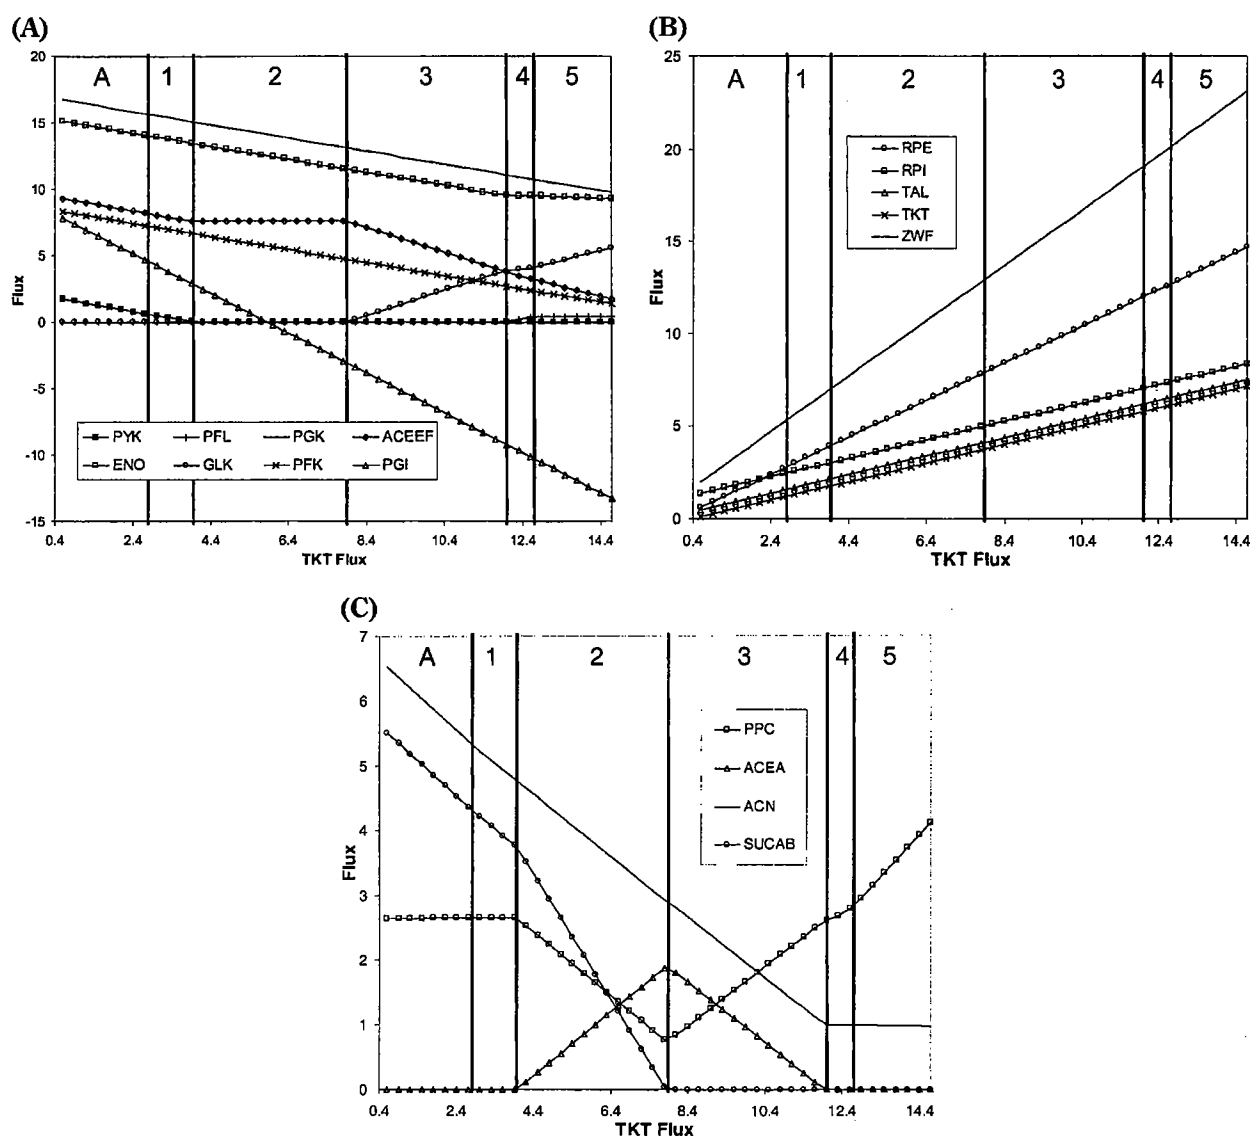 (A)
(B)
20
15
10
5
0
-5
-10
-15
Flux
A 1 2 3 4 5
PYK PFL PGK ACEEF
ENO GLK PFK PGI
0.4 2.4 4.4 6.4 8.4 10.4 12.4 14.4
TKT Flux
25
20
15
10
5
0
Flux
A 1 2 3 4 5
RPE
RPI
TAL
TKT
ZWF
0.4 2.4 4.4 6.4 8.4 10.4 12.4 14.4
TKT Flux
(C)
7
6
5
4
3
2
1
0
Flux
A 1 2 3 4 5
PPC
ACEA
ACN
SUCAB
0.4 2.4 4.4 6.4 8.4 10.4 12.4 14.4
TKT Flux